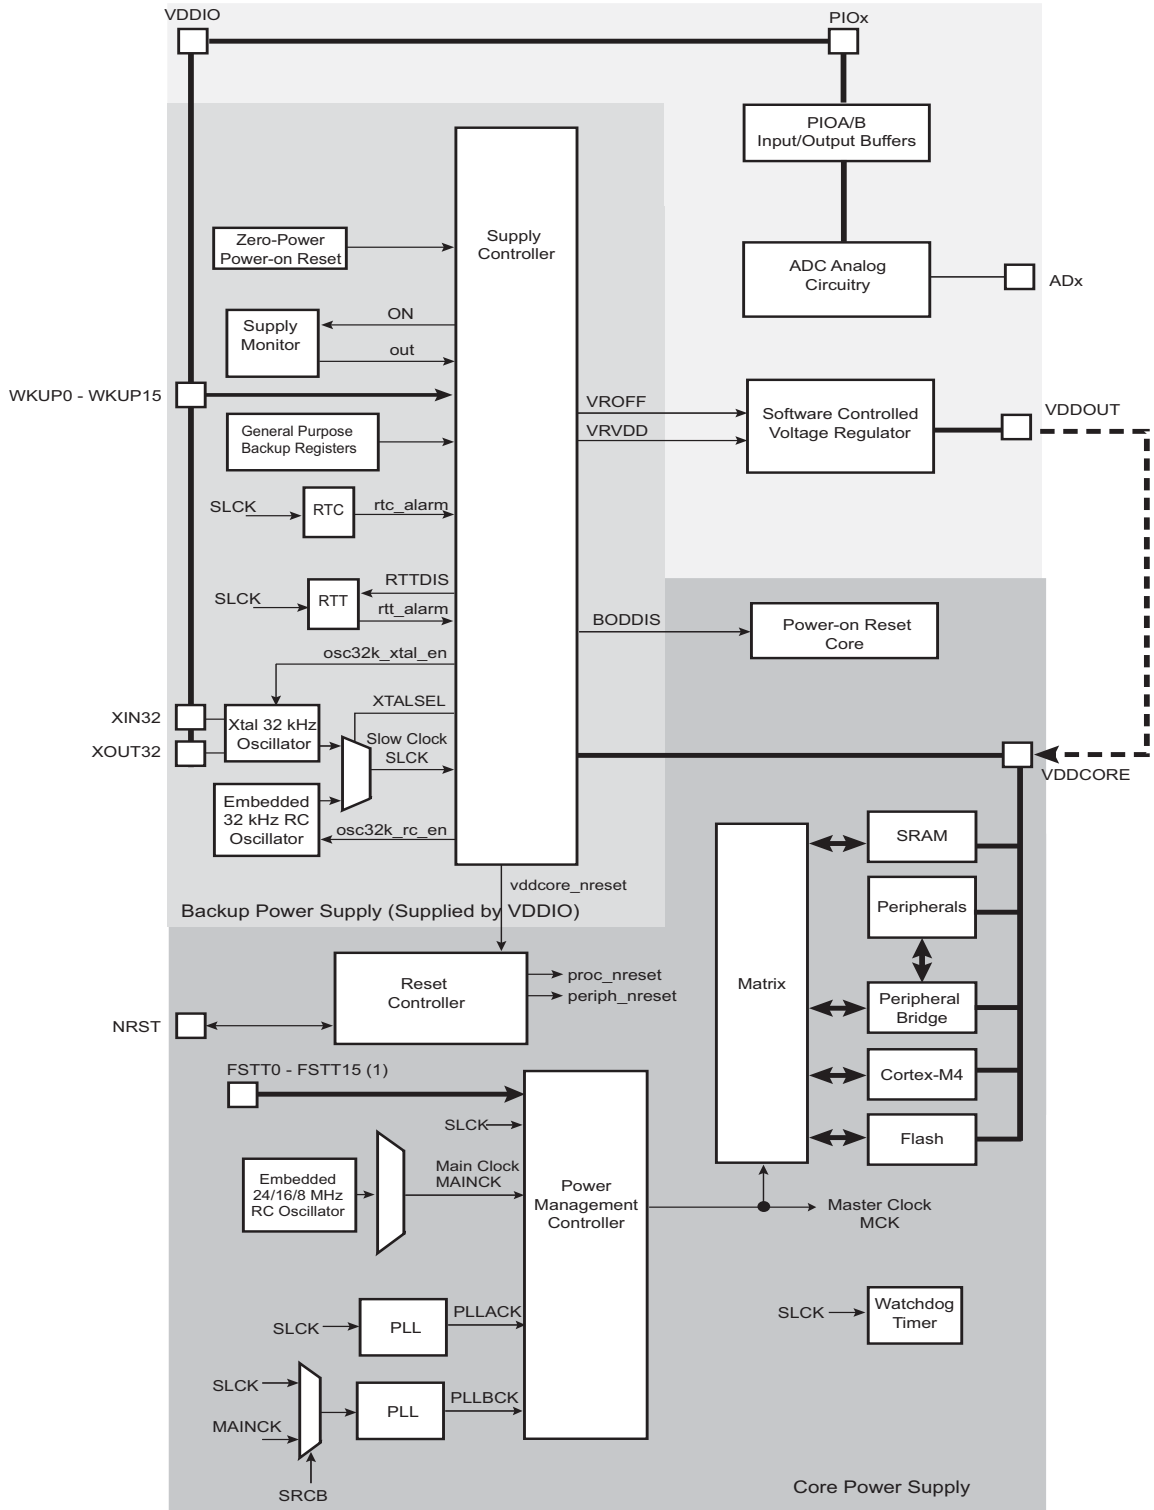 VDDIO
PIOx
PIOA/B
Input/Output Buffers
Supply
Controller
Zero-Power
Power-on Reset
ADC Analog
Circuitry
ADx
ON
Supply
Monitor
out
WKUP0 - WKUP15
VROFF
VRVDD
Software Controlled
Voltage Regulator
VDDOUT
General Purpose
Backup Registers
SLCK
RTC
rtc_alarm
RTTDIS
SLCK
RTT
rtt_alarm
BODDIS
Power-on Reset
Core
osc32k_xtal_en
XTALSEL
XIN32
XOUT32
Xtal 32 kHz
Oscillator
Slow Clock
SLCK
VDDCORE
Embedded
32 kHz RC
Oscillator
osc32k_rc_en
SRAM
vddcore_nreset
Backup Power Supply (Supplied by VDDIO)
Peripherals
Reset
Controller
proc_nreset
periph_nreset
Matrix
Peripheral
Bridge
NRST
FSTT0 - FSTT15 (1)
Cortex-M4
SLCK
Flash
Main Clock
MAINCK
Embedded
24/16/8 MHz
RC Oscillator
Power
Management
Controller
Master Clock
MCK
SLCK
PLL
PLLACK
SLCK
Watchdog
Timer
SLCK
MAINCK
PLL
PLLBCK
SRCB
Core Power Supply